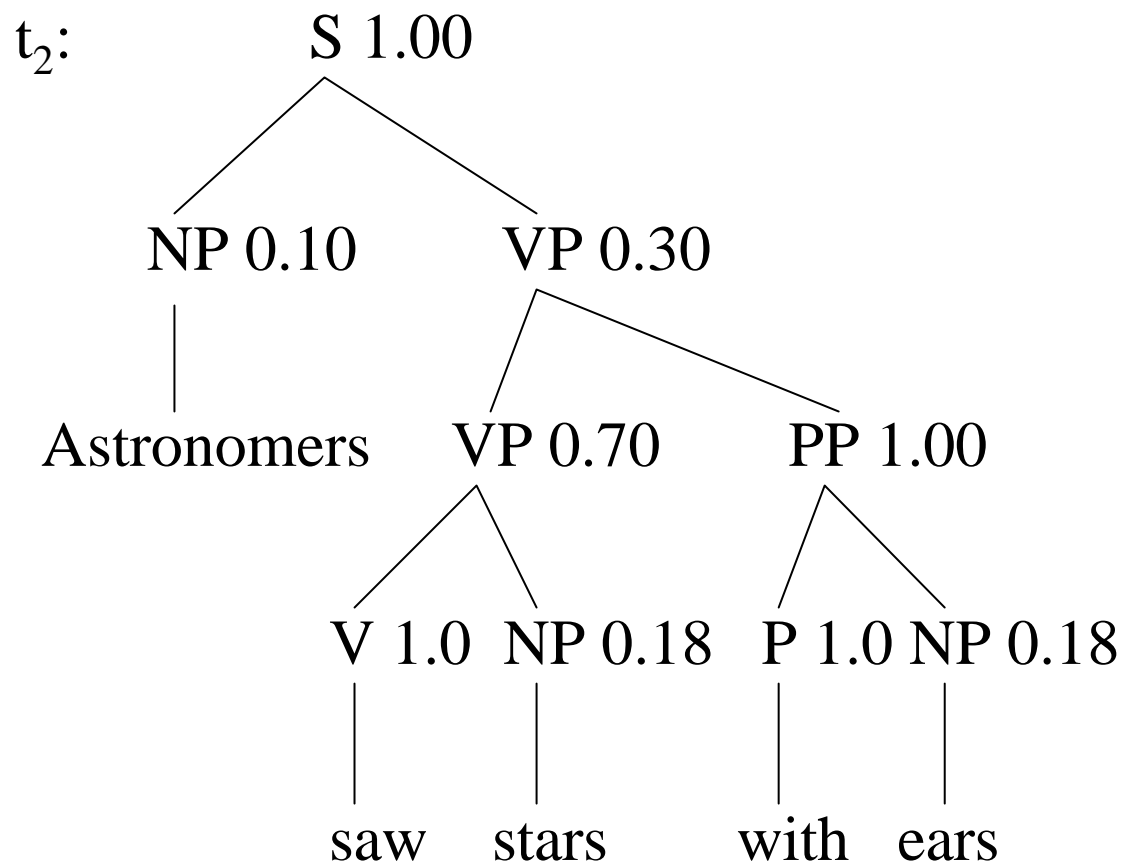 t₂: S 1.00
NP 0.10 VP 0.30
Astronomers VP 0.70 PP 1.00
V 1.0 NP 0.18 P 1.0 NP 0.18
saw stars with ears